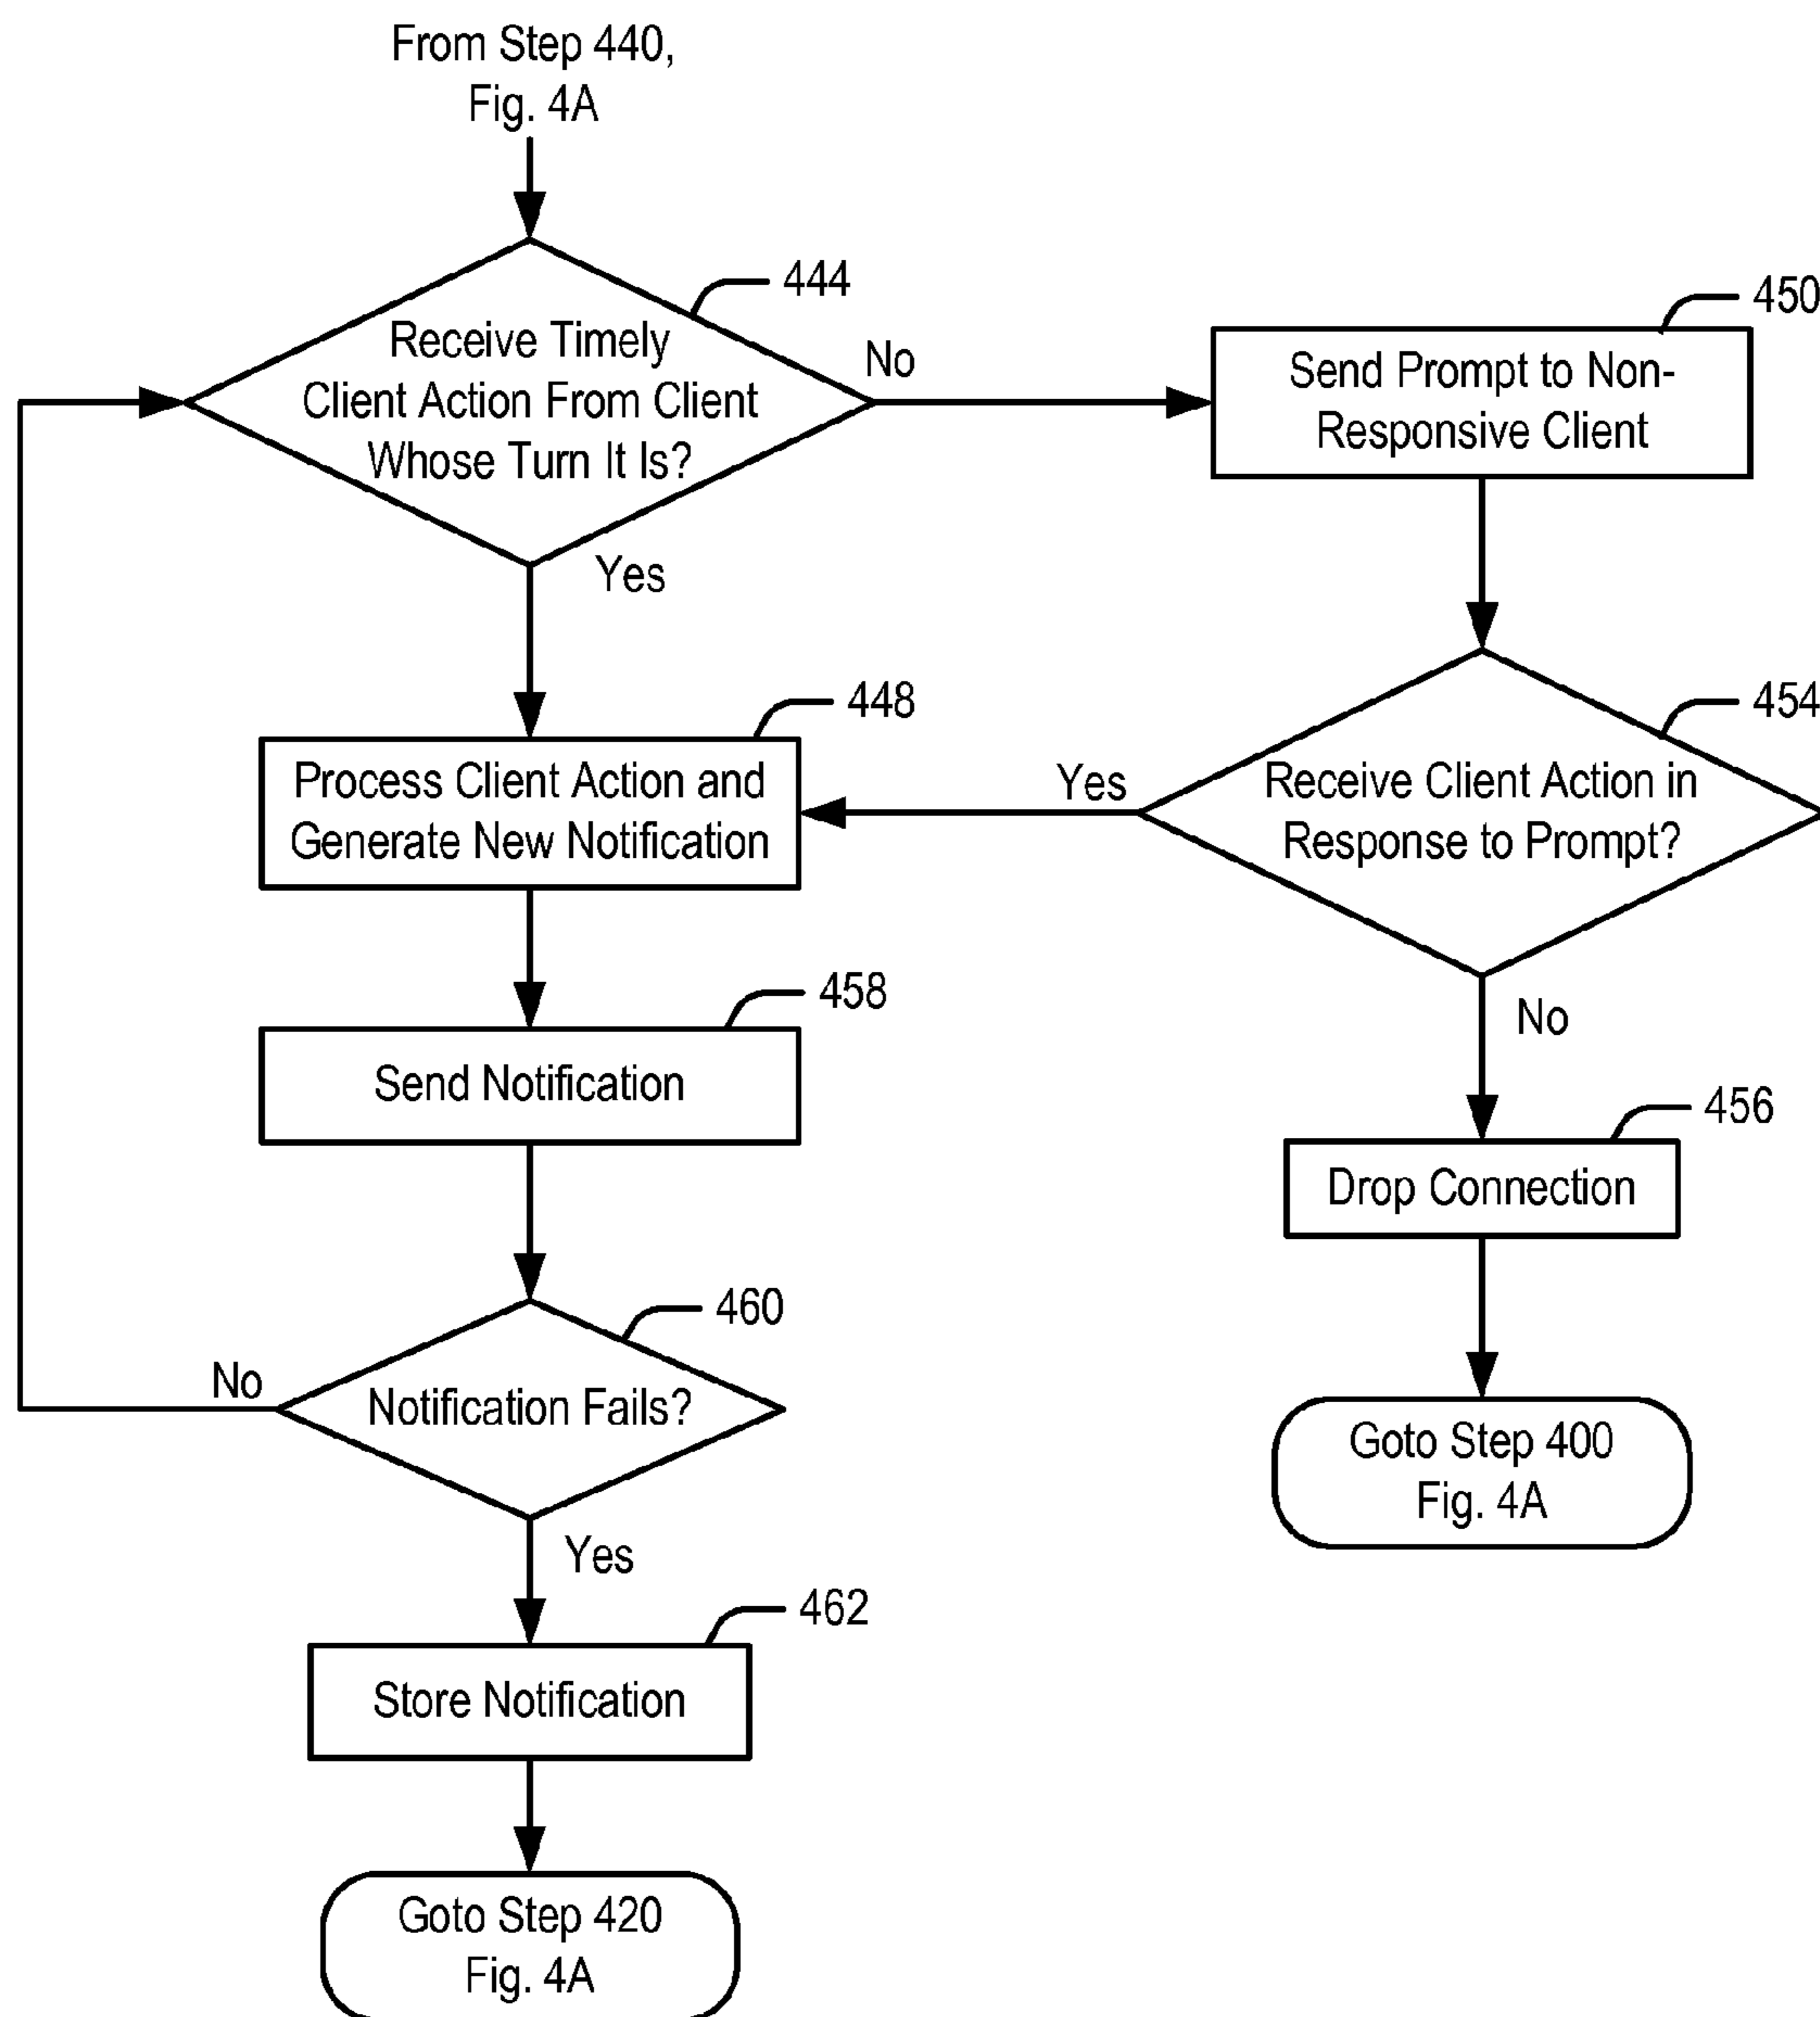 From Step 440,
Fig. 4A
444
Receive Timely
Client Action From Client
Whose Turn It Is?
No
Yes
450
Send Prompt to Non-
Responsive Client
448
Process Client Action and
Generate New Notification
454
Yes
Receive Client Action in
Response to Prompt?
No
458
Send Notification
456
Drop Connection
460
No
Notification Fails?
Yes
Goto Step 400
Fig. 4A
462
Store Notification
Goto Step 420
Fig. 4A